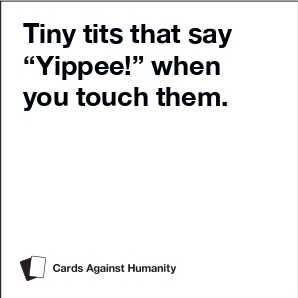 Tiny tits that say
“Yippee!” when
you touch them.
Cards Against Humanity